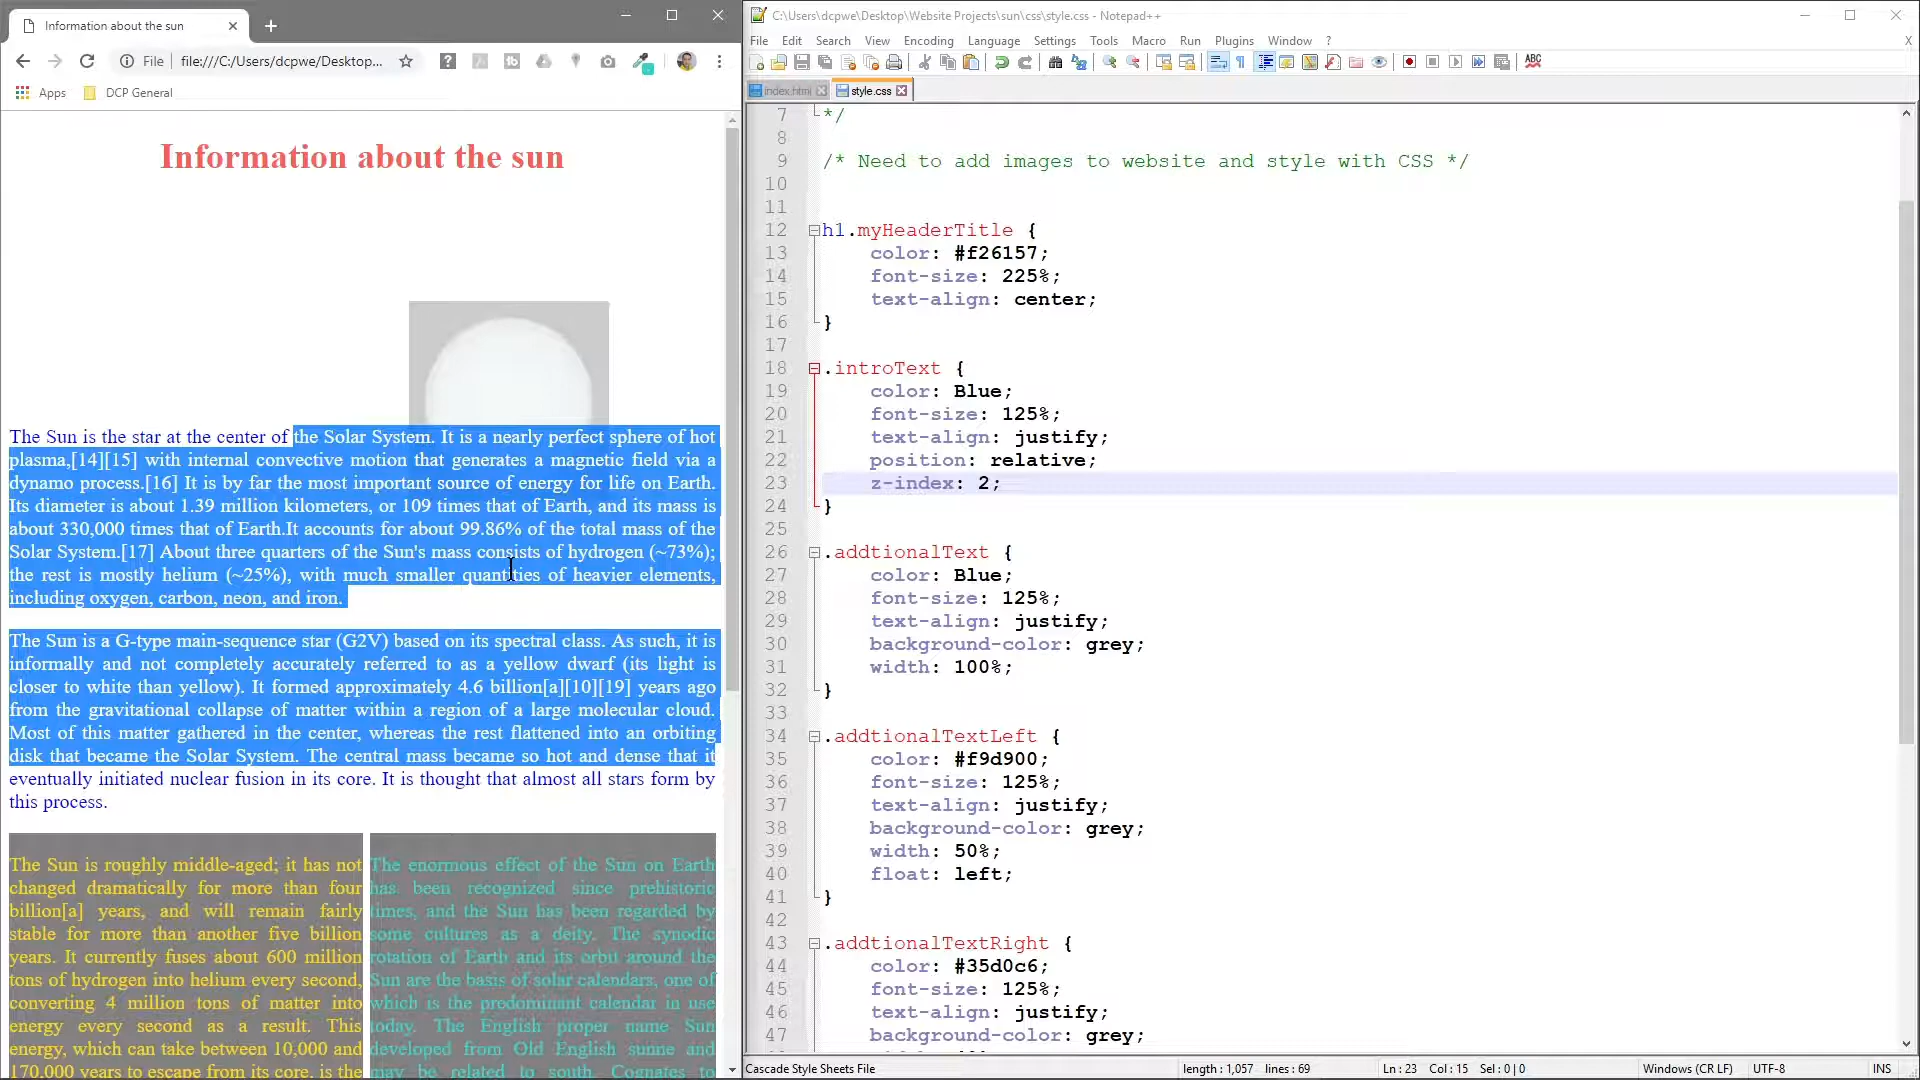 Information about the sun
C:\Users\dcpwe\Desktop\Website Projects\sun\css\style.css - Notepad++
File Edit Search View Encoding Language Settings Tools Macro Run Plugins Window ? X
File file:///C:/Users/dcpwe/Desktop...
Apps DCP General
index.html style.css
Information about the sun
The Sun is the star at the center of the Solar System. It is a nearly perfect sphere of hot
plasma,[14][15] with internal convective motion that generates a magnetic field via a
dynamo process.[16] It is by far the most important source of energy for life on Earth.
Its diameter is about 1.39 million kilometers, or 109 times that of Earth, and its mass is
about 330,000 times that of Earth.It accounts for about 99.86% of the total mass of the
Solar System.[17] About three quarters of the Sun's mass consists of hydrogen (~73%);
the rest is mostly helium (~25%), with much smaller quantities of heavier elements,
including oxygen, carbon, neon, and iron.
The Sun is a G-type main-sequence star (G2V) based on its spectral class. As such, it is
informally and not completely accurately referred to as a yellow dwarf (its light is
closer to white than yellow). It formed approximately 4.6 billion[a][10][19] years ago
from the gravitational collapse of matter within a region of a large molecular cloud.
Most of this matter gathered in the center, whereas the rest flattened into an orbiting
disk that became the Solar System. The central mass became so hot and dense that it
eventually initiated nuclear fusion in its core. It is thought that almost all stars form by
this process.
The Sun is roughly middle-aged; it has not
changed dramatically for more than four
billion[a] years, and will remain fairly
stable for more than another five billion
years. It currently fuses about 600 million
tons of hydrogen into helium every second,
converting 4 million tons of matter into
energy every second as a result. This
energy, which can take between 10,000 and
170,000 years to escape from its core, is the
The enormous effect of the Sun on Earth
has been recognized since prehistoric
times, and the Sun has been regarded by
some cultures as a deity. The synodic
rotation of Earth and its orbit around the
Sun are the basis of solar calendars, one of
which is the predominant calendar in use
today. The English proper name Sun
developed from Old English sunne and
may be related to south. Cognates to
7 */
8
9 /* Need to add images to website and style with CSS */
10
11
12 h1.myHeaderTitle {
13 color: #f26157;
14 font-size: 225%;
15 text-align: center;
16 }
17
18 .introText {
19 color: Blue;
20 font-size: 125%;
21 text-align: justify;
22 position: relative;
23 z-index: 2;
24 }
25
26 .addtionalText {
27 color: Blue;
28 font-size: 125%;
29 text-align: justify;
30 background-color: grey;
31 width: 100%;
32 }
33
34 .addtionalTextLeft {
35 color: #f9d900;
36 font-size: 125%;
37 text-align: justify;
38 background-color: grey;
39 width: 50%;
40 float: left;
41 }
42
43 .addtionalTextRight {
44 color: #35d0c6;
45 font-size: 125%;
46 text-align: justify;
47 background-color: grey;
Cascade Style Sheets File length : 1,057 lines : 69 Ln : 23 Col : 15 Sel : 0 | 0 Windows (CR LF) UTF-8 INS